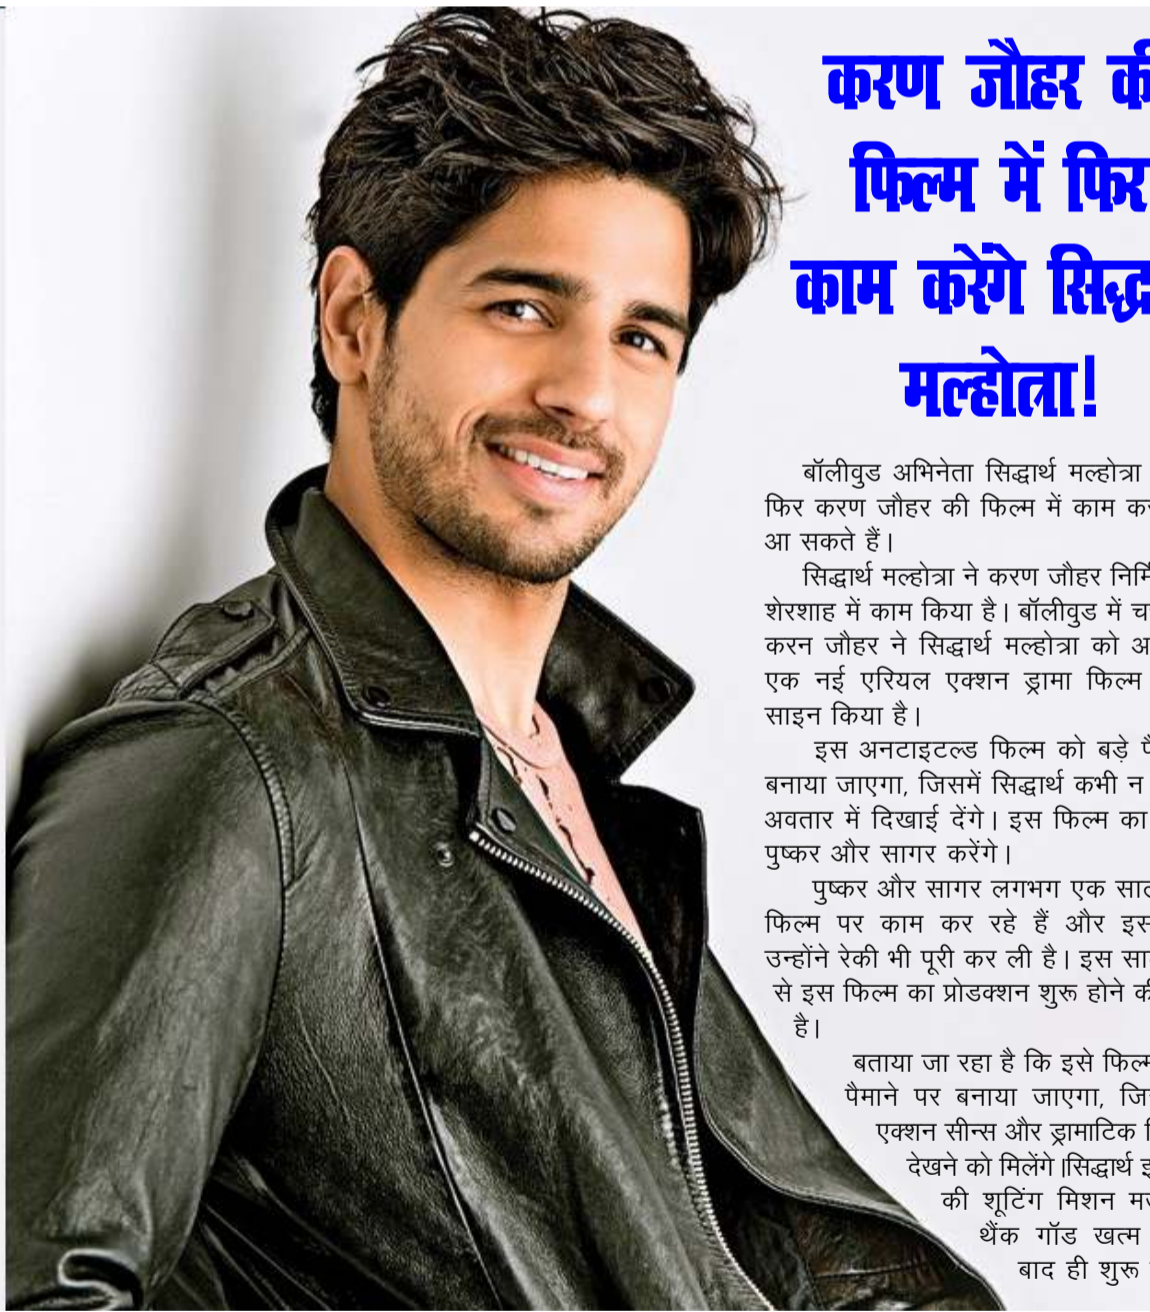 करण जौहर की
फिल्म में फिर
काम करेंगे सिद्धा
मल्होत्रा!
बॉलीवुड अभिनेता सिद्धार्थ मल्होत्रा
फिर करण जौहर की फिल्म में काम कर
आ सकते हैं।
सिद्धार्थ मल्होत्रा ने करण जौहर
शेरशाह में काम किया है। बॉलीवुड में
करन जौहर ने सिद्धार्थ मल्होत्रा को
एक नई एरियल एक्शन ड्रामा फिल्म
साइन किया है।
इस अनटाइटल्ड फिल्म को बड़े
बनाया जाएगा, जिसमें सिद्धार्थ कभी न
अवतार में दिखाई देंगे। इस फिल्म का
पुष्कर और सागर करेंगे।
पुष्कर और सागर लगभग एक
फिल्म पर काम कर रहे हैं और
उन्होंने रेकी भी पूरी कर ली है। इस
से इस फिल्म का प्रोडक्शन शुरू होने की
है।
बताया जा रहा है कि इसे
पैमाने पर बनाया जाएगा,
एक्शन सीन्स और ड्रामाटिक
देखने को मिलेंगे।सिद्धार्थ
की शूटिंग मिशन
थैंक गॉड खत्म
बाद ही शुरू